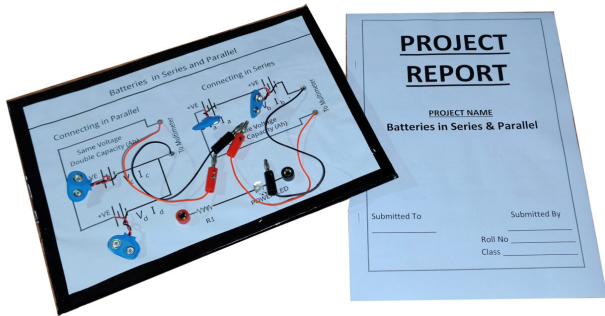 Batteries in Series and Parallel
Connecting in Series
Connecting in Parallel
+VE
+VE
To Multimeter
To Multimeter
Same Voltage
Double Capacity (Ah)
Voltage
Capacity (Ah)
VE
I c
+VE
V d I d
R1
POWER LED
PROJECT
REPORT
PROJECT NAME
Batteries in Series & Parallel
Submitted To
Submitted By
Roll No
Class